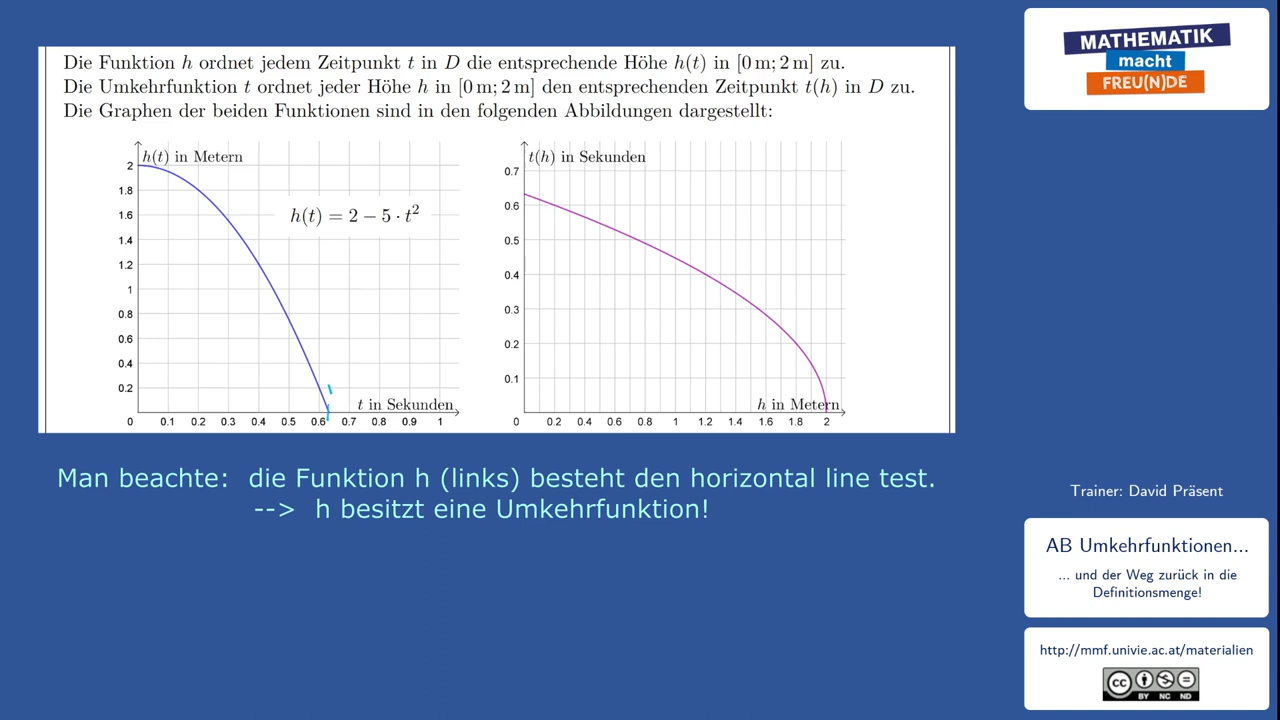 Die Funktion h ordnet jedem Zeitpunkt t in D die entsprechende Höhe h(t) in [0 m; 2 m] zu.
Die Umkehrfunktion t ordnet jeder Höhe h in [0 m; 2 m] den entsprechenden Zeitpunkt t(h) in D zu.
Die Graphen der beiden Funktionen sind in den folgenden Abbildungen dargestellt:
h(t) in Metern
2
1.8
1.6
1.4
1.2
1
0.8
0.6
0.4
0.2
h(t) = 2 − 5 · t²
t in Sekunden
0 0.1 0.2 0.3 0.4 0.5 0.6 0.7 0.8 0.9 1
t(h) in Sekunden
0.7
0.6
0.5
0.4
0.3
0.2
0.1
h in Metern
0 0.2 0.4 0.6 0.8 1 1.2 1.4 1.6 1.8 2
Man beachte: die Funktion h (links) besteht den horizontal line test.
--> h besitzt eine Umkehrfunktion!
MATHEMATIK
macht
FREU(N)DE
Trainer: David Präsent
AB Umkehrfunktionen...
... und der Weg zurück in die
Definitionsmenge!
http://mmf.univie.ac.at/materialien
cc
BY NC ND